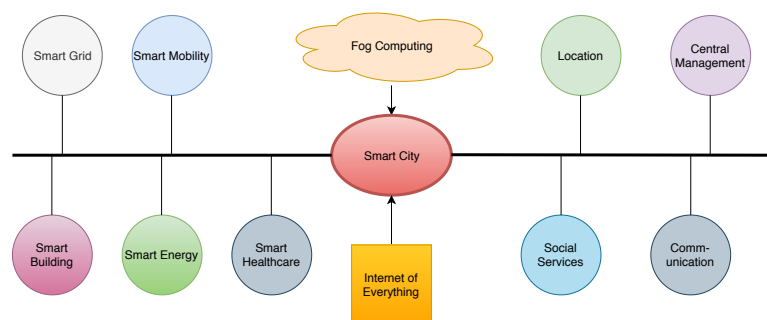 Smart Grid
Smart Mobility
Fog Computing
Location
Central
Management
Smart City
Smart
Building
Smart Energy
Smart
Healthcare
Internet of
Everything
Social
Services
Comm-
unication